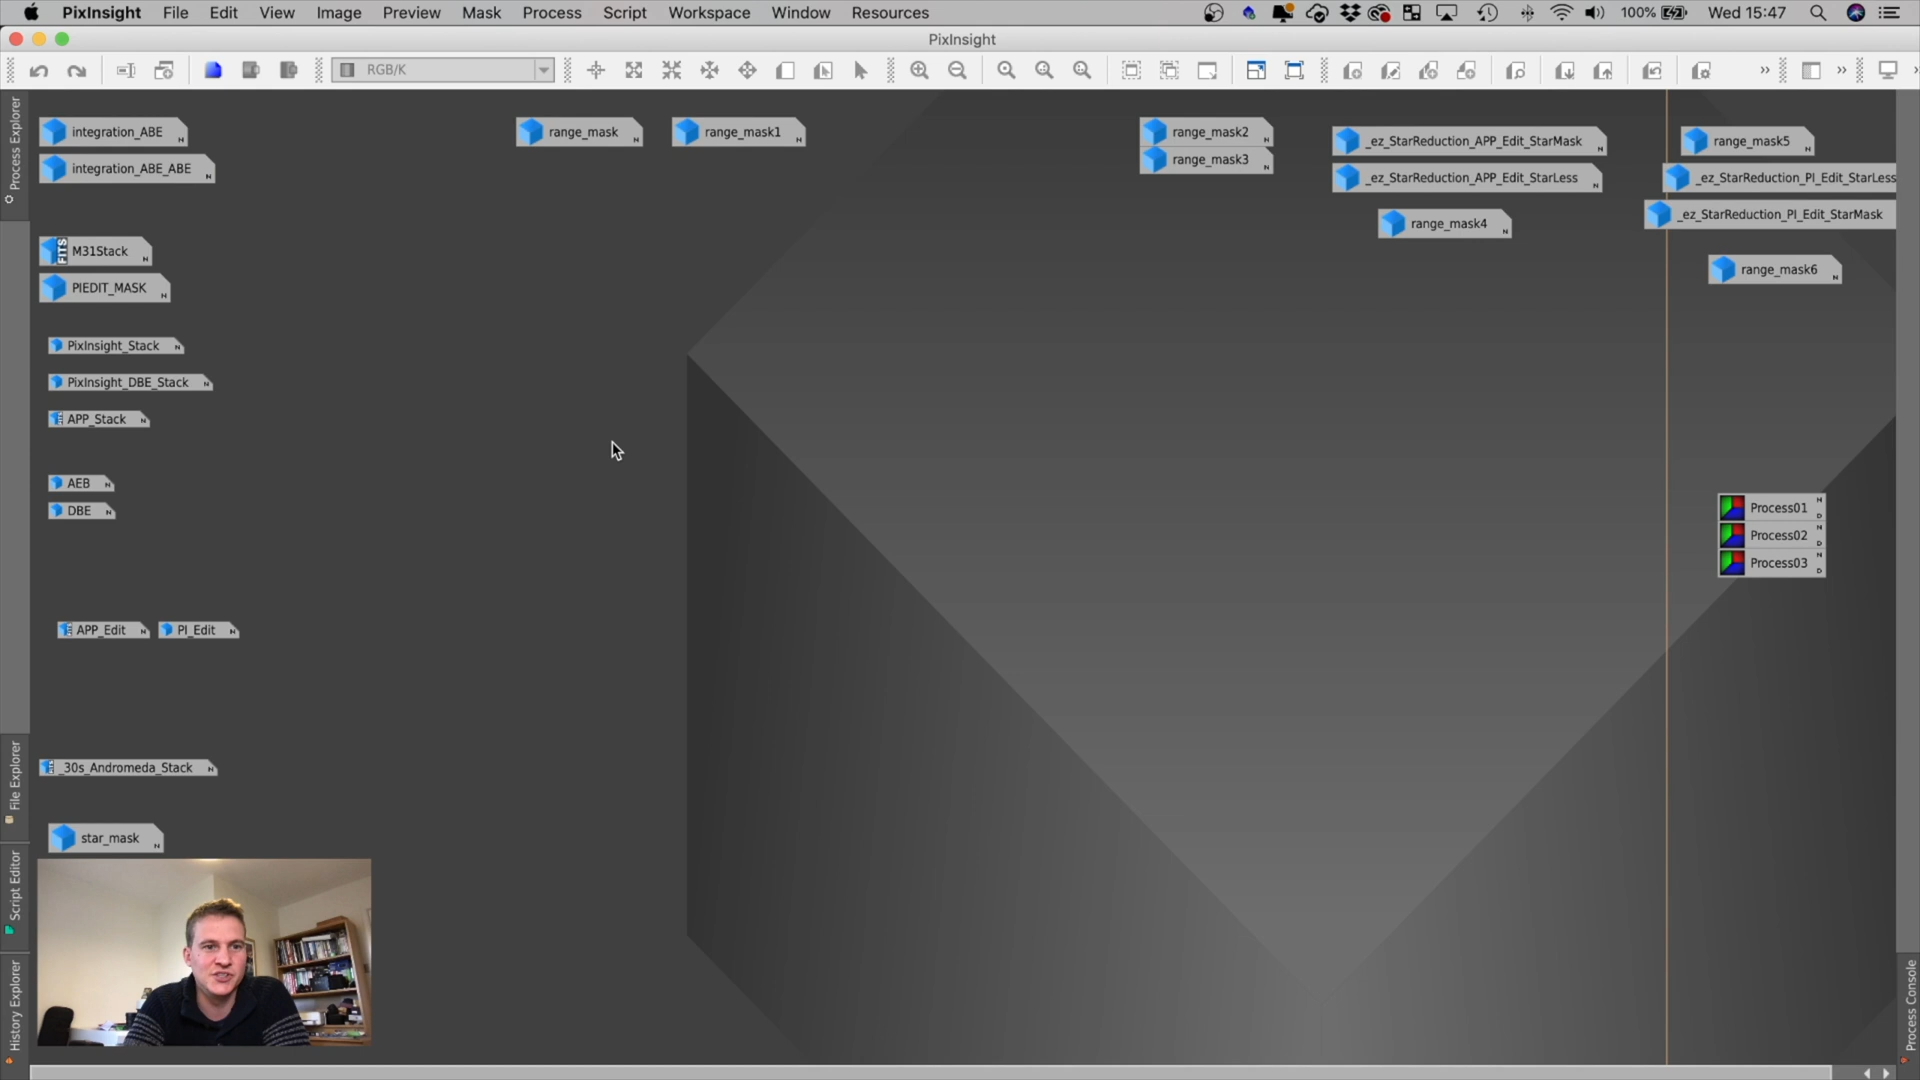 PixInsight File Edit View Image Preview Mask Process Script Workspace Window Resources 100% Wed 15:47
PixInsight
RGB/K
Process Explorer
integration_ABE
range_mask
range_mask1
range_mask2
_ez_StarReduction_APP_Edit_StarMask
range_mask5
integration_ABE_ABE
range_mask3
_ez_StarReduction_APP_Edit_StarLess
_ez_StarReduction_PI_Edit_StarLess
_ez_StarReduction_PI_Edit_StarMask
range_mask4
FITS M31Stack
range_mask6
PIEDIT_MASK
PixInsight_Stack
PixInsight_DBE_Stack
APP_Stack
AEB
DBE
Process01
Process02
Process03
APP_Edit
PI_Edit
File Explorer
_30s_Andromeda_Stack
star_mask
Script Editor
History Explorer
Process Console